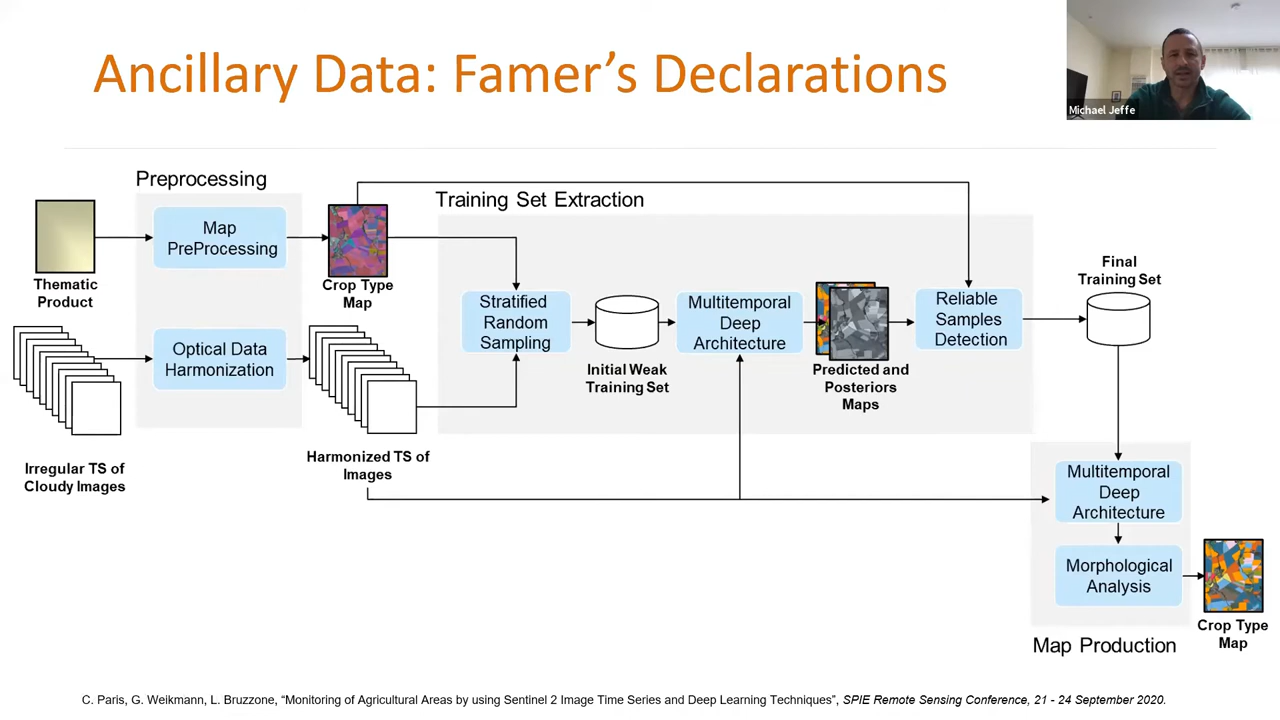 Ancillary Data: Famer’s Declarations
Michael Jeffe
Preprocessing
Training Set Extraction
Map
PreProcessing
Thematic
Product
Crop Type
Map
Optical Data
Harmonization
Irregular TS of
Cloudy Images
Harmonized TS of
Images
Stratified
Random
Sampling
Initial Weak
Training Set
Multitemporal
Deep
Architecture
Predicted and
Posteriors
Maps
Reliable
Samples
Detection
Final
Training Set
Multitemporal
Deep
Architecture
Morphological
Analysis
Crop Type
Map
Map Production
C. Paris, G. Weikmann, L. Bruzzone, “Monitoring of Agricultural Areas by using Sentinel 2 Image Time Series and Deep Learning Techniques”, SPIE Remote Sensing Conference, 21 - 24 September 2020.